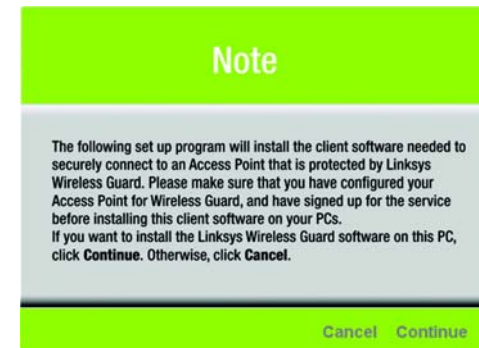 Note
The following set up program will install the client software needed to
securely connect to an Access Point that is protected by Linksys
Wireless Guard. Please make sure that you have configured your
Access Point for Wireless Guard, and have signed up for the service
before installing this client software on your PCs.
If you want to install the Linksys Wireless Guard software on this PC,
click Continue. Otherwise, click Cancel.
Cancel Continue